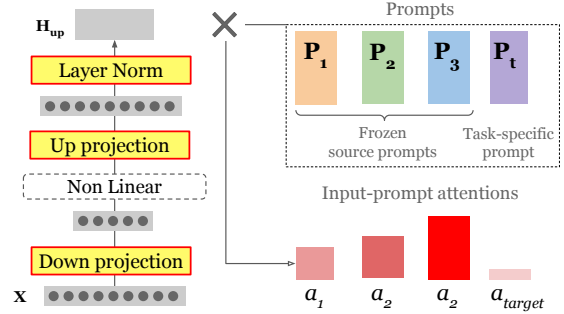 H_up
Layer Norm
Up projection
Non Linear
Down projection
X
Prompts
P_1 P_2 P_3 P_t
Frozen
source prompts
Task-specific
prompt
Input-prompt attentions
a_1 a_2 a_2 a_target